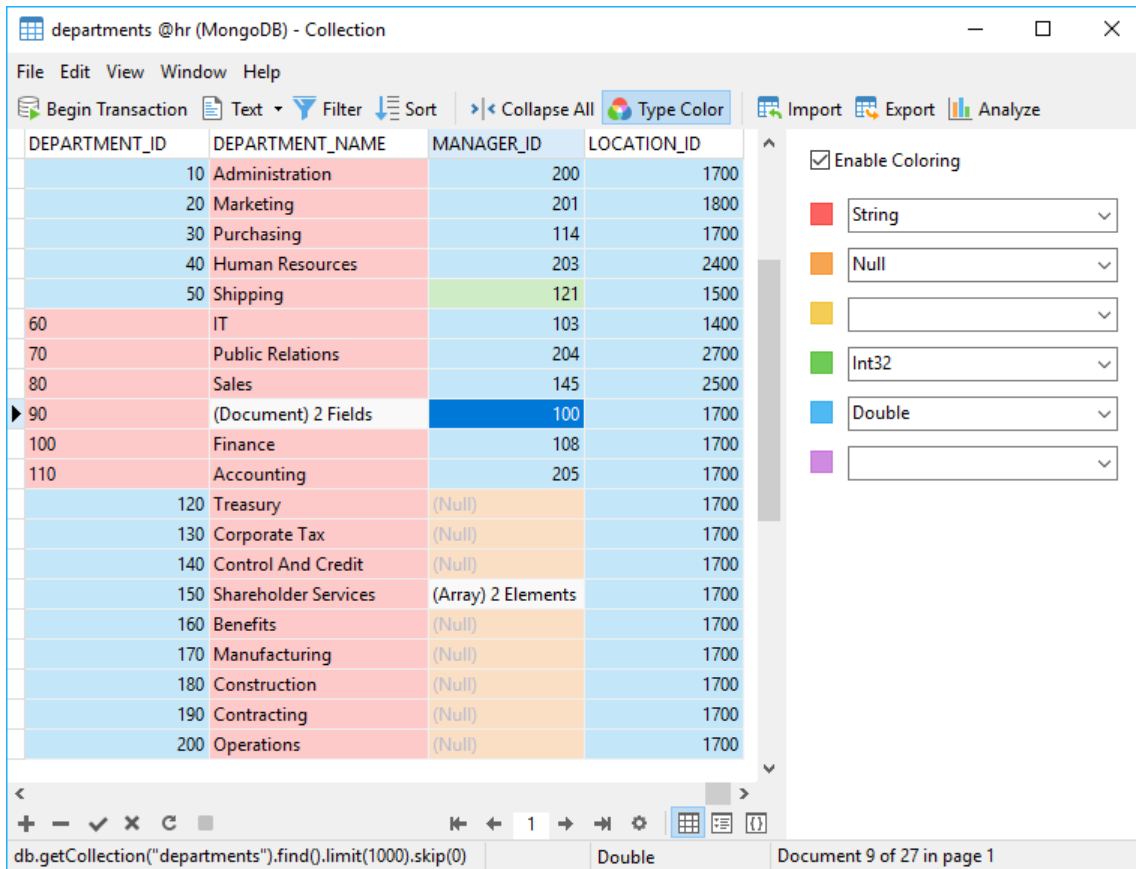 departments @hr (MongoDB) - Collection
File Edit View Window Help
Begin Transaction Text Filter Sort Collapse All Type Color Import Export Analyze
DEPARTMENT_ID DEPARTMENT_NAME MANAGER_ID LOCATION_ID
10 Administration 200 1700
20 Marketing 201 1800
30 Purchasing 114 1700
40 Human Resources 203 2400
50 Shipping 121 1500
60 IT 103 1400
70 Public Relations 204 2700
80 Sales 145 2500
90 (Document) 2 Fields 100 1700
100 Finance 108 1700
110 Accounting 205 1700
120 Treasury (Null) 1700
130 Corporate Tax (Null) 1700
140 Control And Credit (Null) 1700
150 Shareholder Services (Array) 2 Elements 1700
160 Benefits (Null) 1700
170 Manufacturing (Null) 1700
180 Construction (Null) 1700
190 Contracting (Null) 1700
200 Operations (Null) 1700
Enable Coloring
String
Null
Int32
Double
1
db.getCollection("departments").find().limit(1000).skip(0) Double Document 9 of 27 in page 1